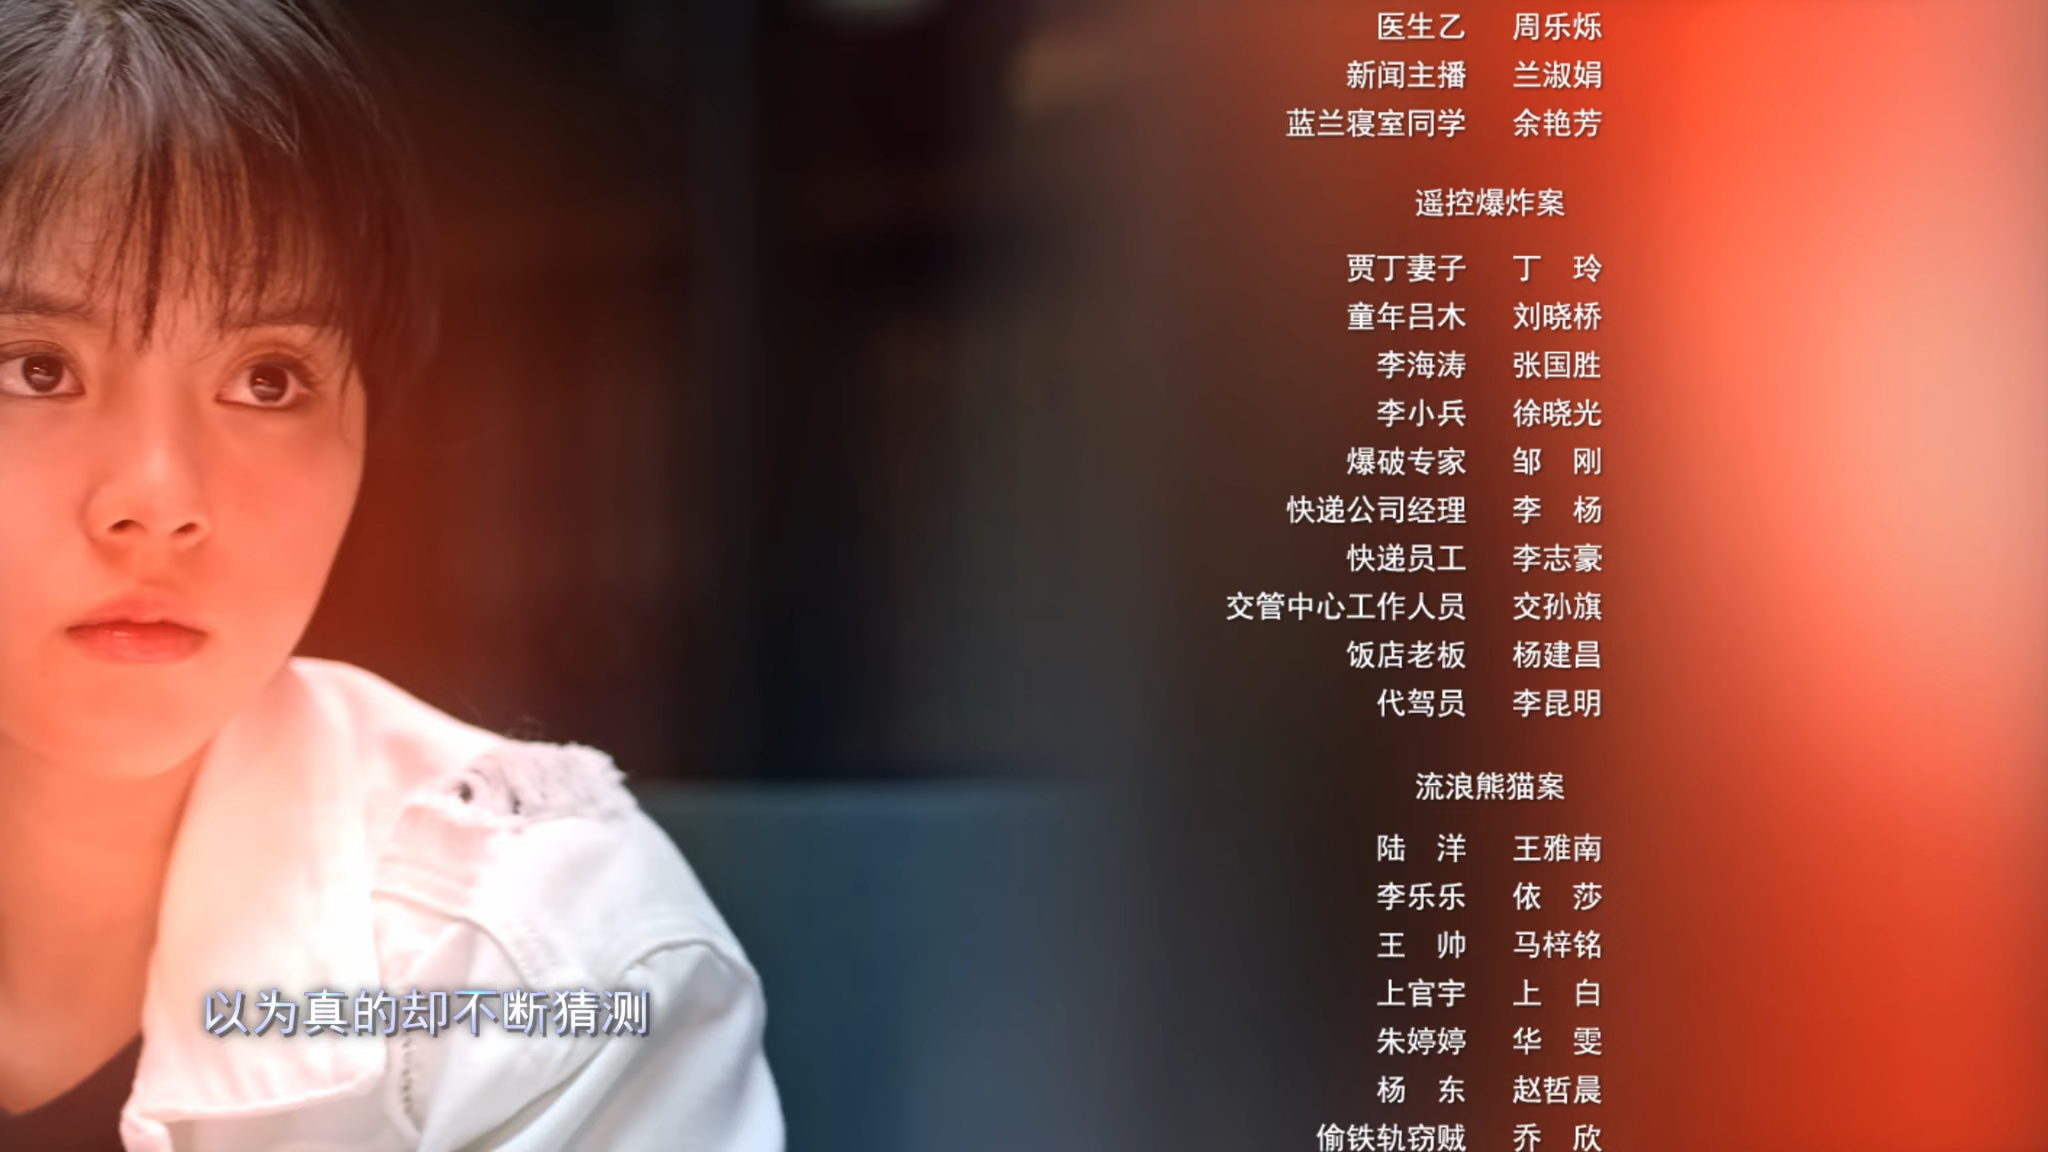 医生乙 周乐烁
新闻主播 兰淑娟
蓝兰寝室同学 余艳芳
遥控爆炸案
贾丁妻子 丁 玲
童年吕木 刘晓桥
李海涛 张国胜
李小兵 徐晓光
爆破专家 邹 刚
快递公司经理 李 杨
快递员工 李志豪
交管中心工作人员 交孙旗
饭店老板 杨建昌
代驾员 李昆明
流浪熊猫案
陆 洋 王雅南
李乐乐 依 莎
王 帅 马梓铭
上官宇 上 白
朱婷婷 华 雯
杨 东 赵哲晨
偷铁轨窃贼 乔 欣
以为真的却不断猜测